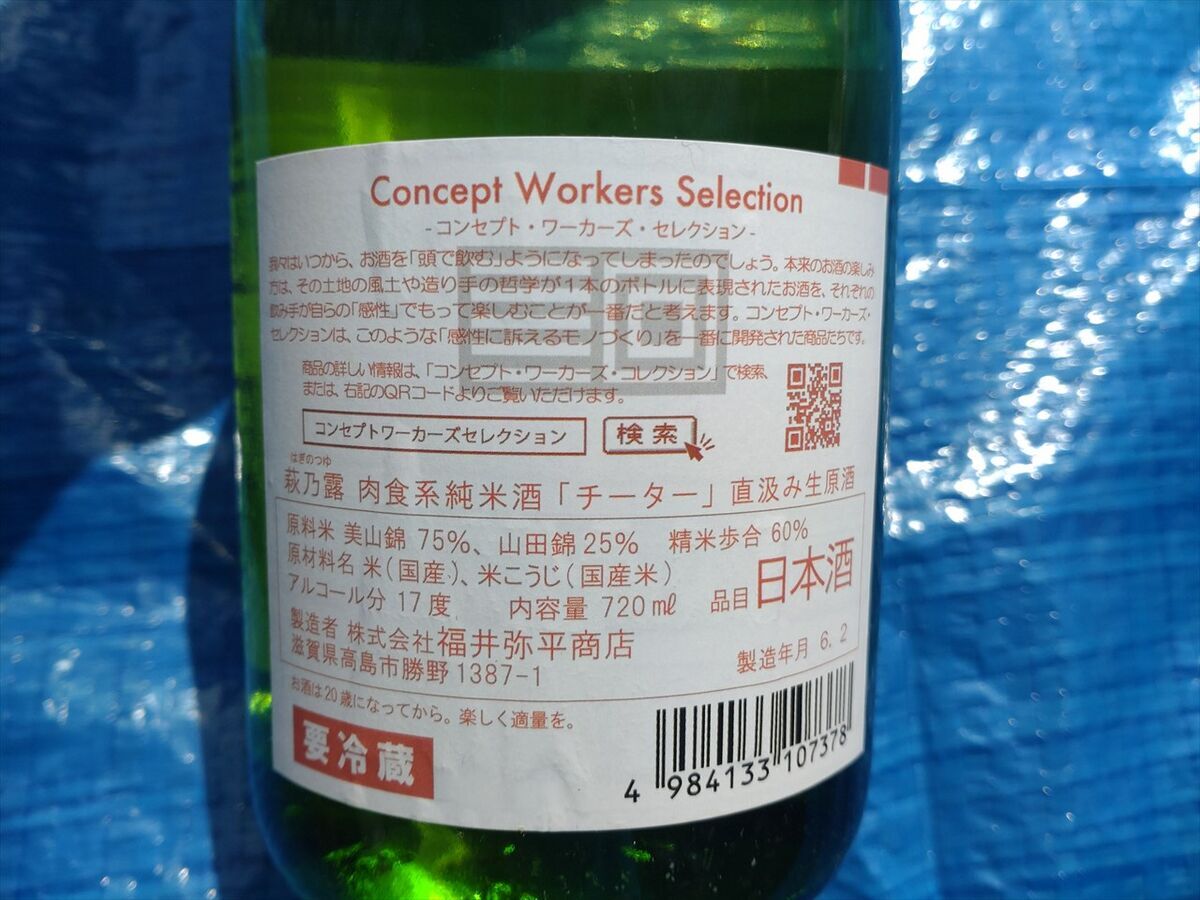 Concept Workers Selection
- コンセプト・ワーカーズ・セレクション -
我々はいつから、お酒を「頭で飲む」ようになってしまったのでしょう。本来のお酒の楽しみ
方は、その土地の風土や造り手の哲学が1本のボトルに表現されたお酒を、それぞれの
飲み手が自らの「感性」でもって楽しむことが一番だと考えます。コンセプト・ワーカーズ・
セレクションは、このような「感性に訴えるモノづくり」を一番に開発された商品たちです。
商品の詳しい情報は、「コンセプト・ワーカーズ・コレクション」で検索、
または、右記のQRコードよりご覧いただけます。
コンセプトワーカーズセレクション 検索
はぎのつゆ
萩乃露 肉食系純米酒「チーター」直汲み生原酒
原料米 美山錦 75%、山田錦25% 精米歩合 60%
原材料名 米(国産)、米こうじ(国産米)
アルコール分 17度 内容量 720ml 品目 日本酒
製造者 株式会社福井弥平商店
滋賀県高島市勝野1387-1
製造年月 6. 2
お酒は20歳になってから。楽しく適量を。
要冷蔵
4 984133 107378